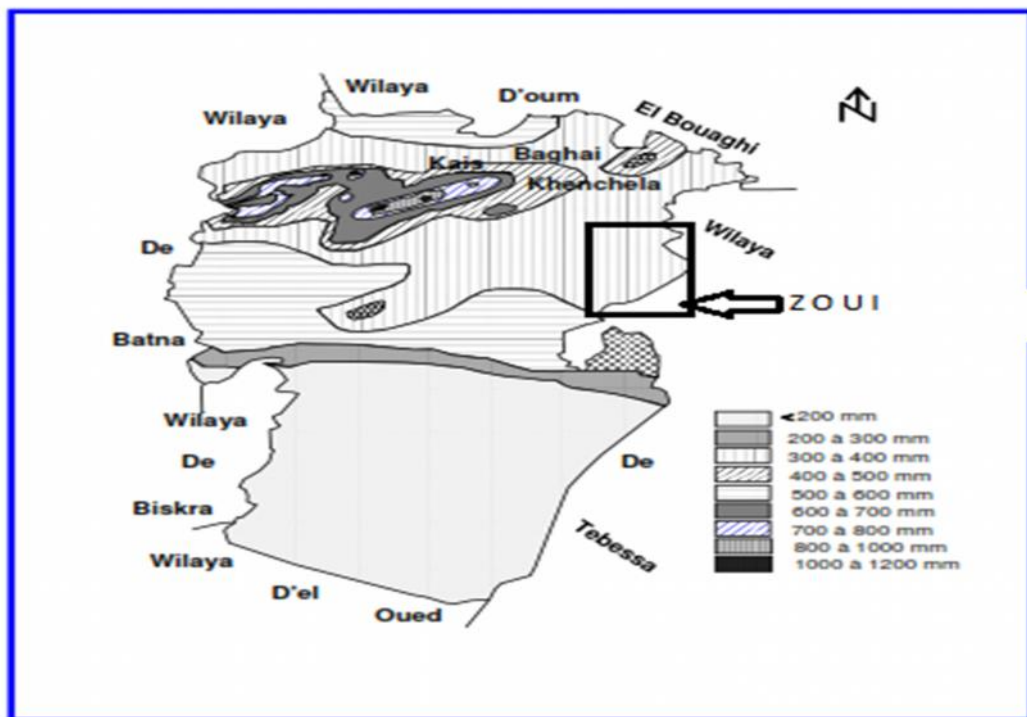 Wilaya
D'oum
El Bouaghi
Wilaya
Baghai
Kais
Khenchela
Wilaya
De
ZOUI
Batna
Wilaya
De
Biskra
Wilaya
D'el
Oued
De
Tebessa
<200 mm
200 à 300 mm
300 à 400 mm
400 à 500 mm
500 à 600 mm
600 à 700 mm
700 à 800 mm
800 à 1000 mm
1000 à 1200 mm
N